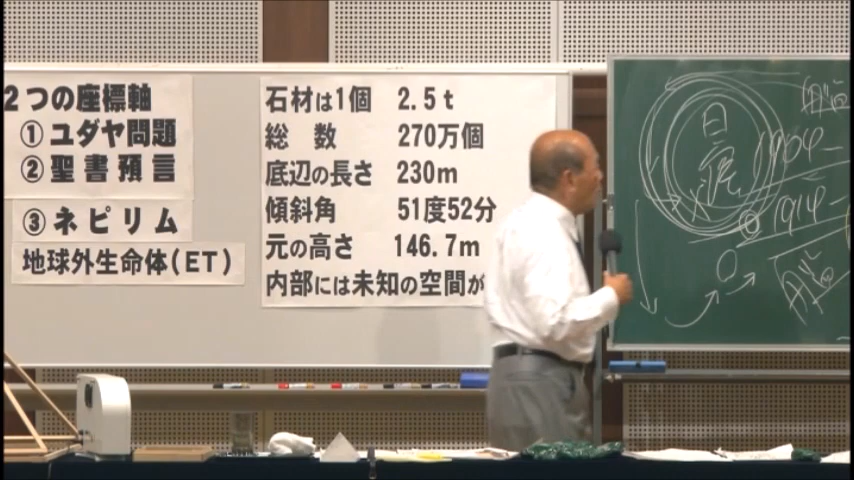 2つの座標軸
①ユダヤ問題
②聖書預言
③ネピリム
地球外生命体(ET)
石材は1個 2.5t
総 数 270万個
底辺の長さ 230m
傾斜角 51度52分
元の高さ 146.7m
内部には未知の空間が
1904
1914